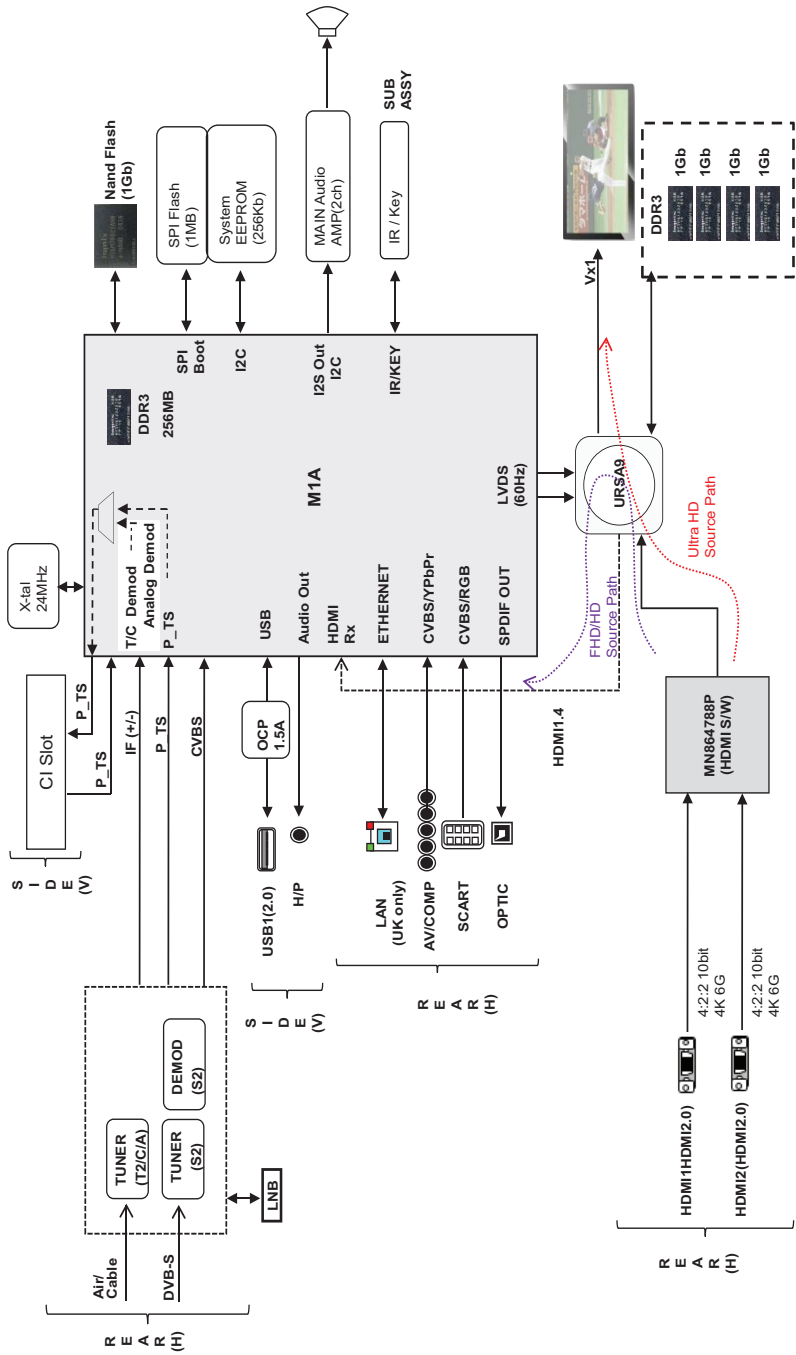 REAR
(H)
Air/
Cable
DVB-S
TUNER
(T2/C/A)
TUNER
(S2)
DEMOD
(S2)
LNB
SIDE
(V)
CI Slot
P_TS
P_TS
IF (+/-)
P_TS
CVBS
X-tal
24MHz
T/C Demod
Analog Demod
P_TS
DDR3
256MB
M1A
SPI
Boot
I2C
I2S Out
I2C
IR/KEY
Nand Flash
(1Gb)
SPI Flash
(1MB)
System
EEPROM
(256Kb)
MAIN Audio
AMP(2ch)
IR / Key
SUB
ASSY
SIDE
(V)
USB1(2.0)
H/P
OCP
1.5A
USB
Audio Out
HDMI
Rx
ETHERNET
CVBS/YPbPr
CVBS/RGB
SPDIF OUT
LVDS
(60Hz)
REAR
(H)
LAN
(UK only)
AV/COMP
SCART
OPTIC
HDMI1.4
FHD/HD
Source Path
URSA9
Ultra HD
Source Path
Vx1
DDR3
1Gb
1Gb
1Gb
1Gb
MN864788P
(HDMI S/W)
4:2:2 10bit
4K 6G
4:2:2 10bit
4K 6G
HDMI1HDMI2.0)
HDMI2(HDMI2.0)
REAR
(H)